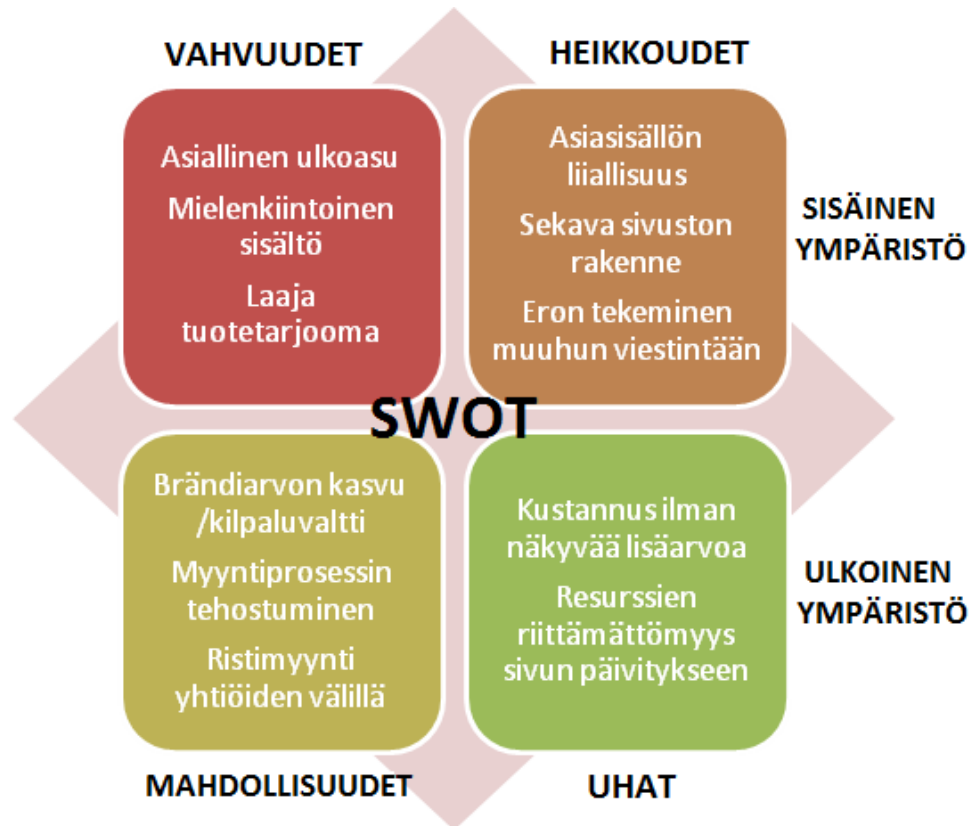 VAHVUUDET
HEIKKOUDET
Asiallinen ulkoasu
Mielenkiintoinen
sisältö
Laaja
tuotetarjooma
Asiasisällön
liiallisuus
Sekava sivuston
rakenne
Eron tekeminen
muuhun viestintään
SISÄINEN
YMPÄRISTÖ
SWOT
Brändiarvon kasvu
/kilpaluvaltti
Myyntiprosessin
tehostuminen
Ristimyynti
yhtiöiden välillä
Kustannus ilman
näkyvää lisäarvoa
Resurssien
riittämättömyys
sivun päivitykseen
ULKOINEN
YMPÄRISTÖ
MAHDOLLISUUDET
UHAT